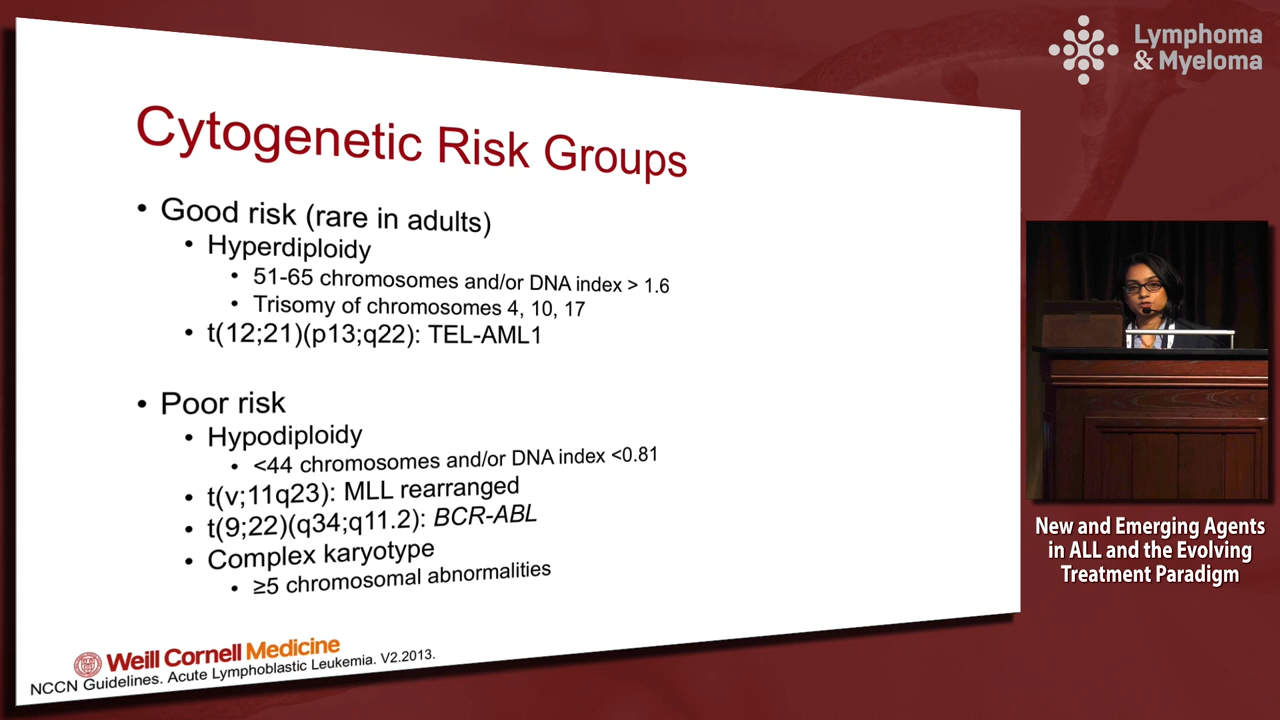 Lymphoma
& Myeloma
Cytogenetic Risk Groups
• Good risk (rare in adults)
• Hyperdiploidy
• 51-65 chromosomes and/or DNA index > 1.6
• Trisomy of chromosomes 4, 10, 17
• t(12;21)(p13;q22): TEL-AML1
• Poor risk
• Hypodiploidy
• <44 chromosomes and/or DNA index <0.81
• t(v;11q23): MLL rearranged
• t(9;22)(q34;q11.2): BCR-ABL
• Complex karyotype
• ≥5 chromosomal abnormalities
Weill Cornell Medicine
NCCN Guidelines. Acute Lymphoblastic Leukemia. V2.2013.
New and Emerging Agents
in ALL and the Evolving
Treatment Paradigm